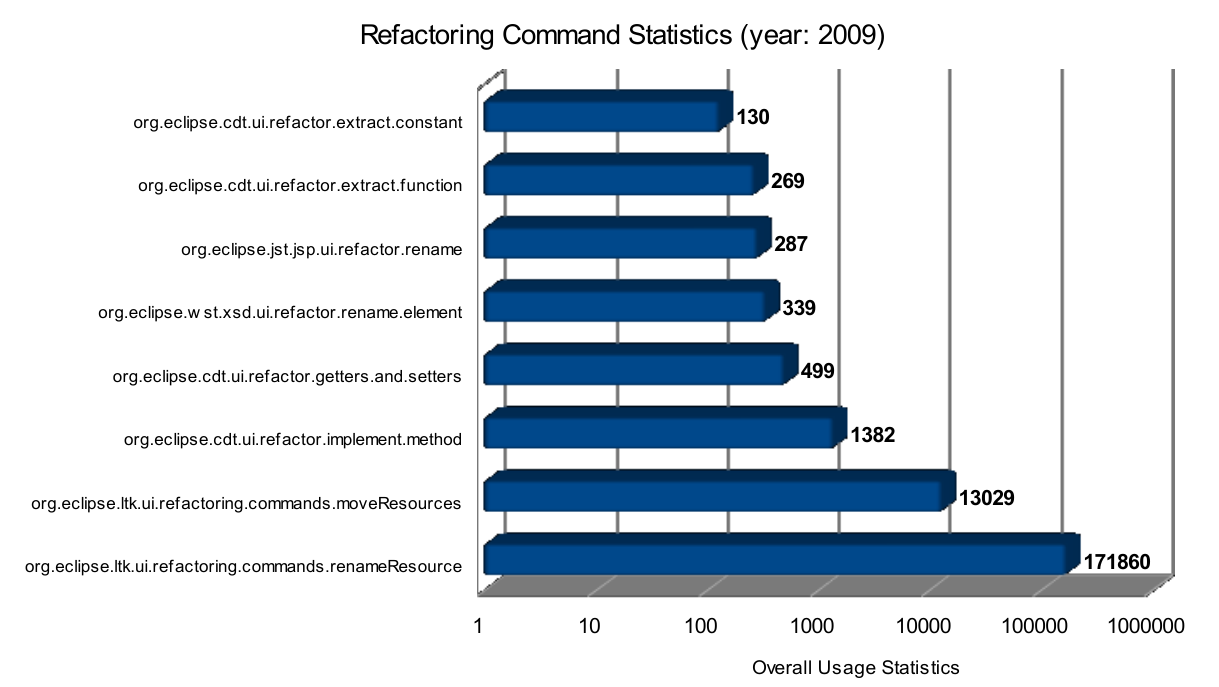 Refactoring Command Statistics (year: 2009)
org.eclipse.cdt.ui.refactor.extract.constant 130
org.eclipse.cdt.ui.refactor.extract.function 269
org.eclipse.jst.jsp.ui.refactor.rename 287
org.eclipse.wst.xsd.ui.refactor.rename.element 339
org.eclipse.cdt.ui.refactor.getters.and.setters 499
org.eclipse.cdt.ui.refactor.implement.method 1382
org.eclipse.ltk.ui.refactoring.commands.moveResources 13029
org.eclipse.ltk.ui.refactoring.commands.renameResource 171860
1 10 100 1000 10000 100000 1000000
Overall Usage Statistics